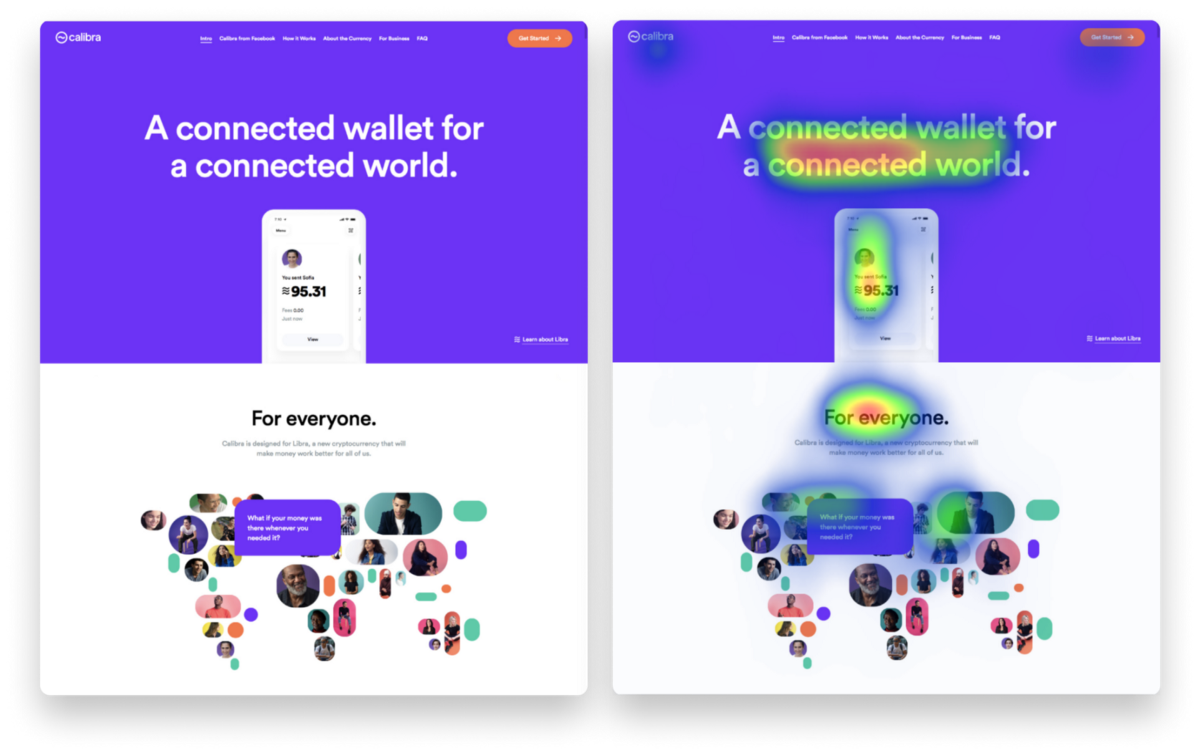 calibra
Intro Calibra from Facebook How it Works About the Currency For Business FAQ
Get Started →
A connected wallet for
a connected world.
Menu
You sent Sofia
≋95.31
Fees 0.00
Just now
View
Learn about Libra
For everyone.
Calibra is designed for Libra, a new cryptocurrency that will
make money work better for all of us.
What if your money was
there whenever you
needed it?
calibra
Intro Calibra from Facebook How it Works About the Currency For Business FAQ
Get Started →
A connected wallet for
a connected world.
Menu
You sent Sofia
≋95.31
Fees 0.00
Just now
View
Learn about Libra
For everyone.
Calibra is designed for Libra, a new cryptocurrency that will
make money work better for all of us.
What if your money was
there whenever you
needed it?